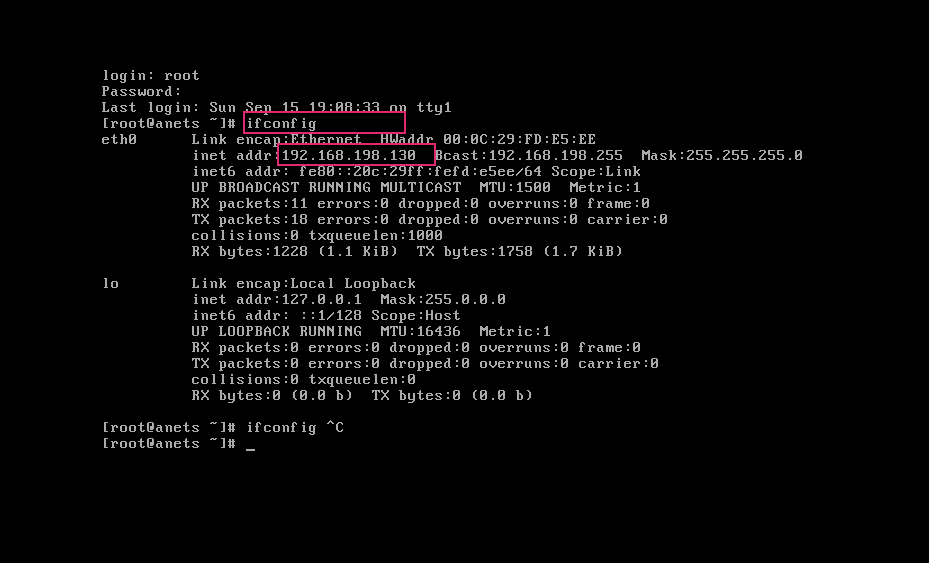 login: root
Password:
Last login: Sun Sep 15 19:08:33 on tty1
[root@anets ~]# ifconfig
eth0      Link encap:Ethernet  HWaddr 00:0C:29:FD:E5:EE
          inet addr:192.168.198.130  Bcast:192.168.198.255  Mask:255.255.255.0
          inet6 addr: fe80::20c:29ff:fefd:e5ee/64 Scope:Link
          UP BROADCAST RUNNING MULTICAST  MTU:1500  Metric:1
          RX packets:11 errors:0 dropped:0 overruns:0 frame:0
          TX packets:18 errors:0 dropped:0 overruns:0 carrier:0
          collisions:0 txqueuelen:1000
          RX bytes:1228 (1.1 KiB)  TX bytes:1758 (1.7 KiB)
lo        Link encap:Local Loopback
          inet addr:127.0.0.1  Mask:255.0.0.0
          inet6 addr: ::1/128 Scope:Host
          UP LOOPBACK RUNNING  MTU:16436  Metric:1
          RX packets:0 errors:0 dropped:0 overruns:0 frame:0
          TX packets:0 errors:0 dropped:0 overruns:0 carrier:0
          collisions:0 txqueuelen:0
          RX bytes:0 (0.0 b)  TX bytes:0 (0.0 b)
[root@anets ~]# ifconfig ^C
[root@anets ~]# _